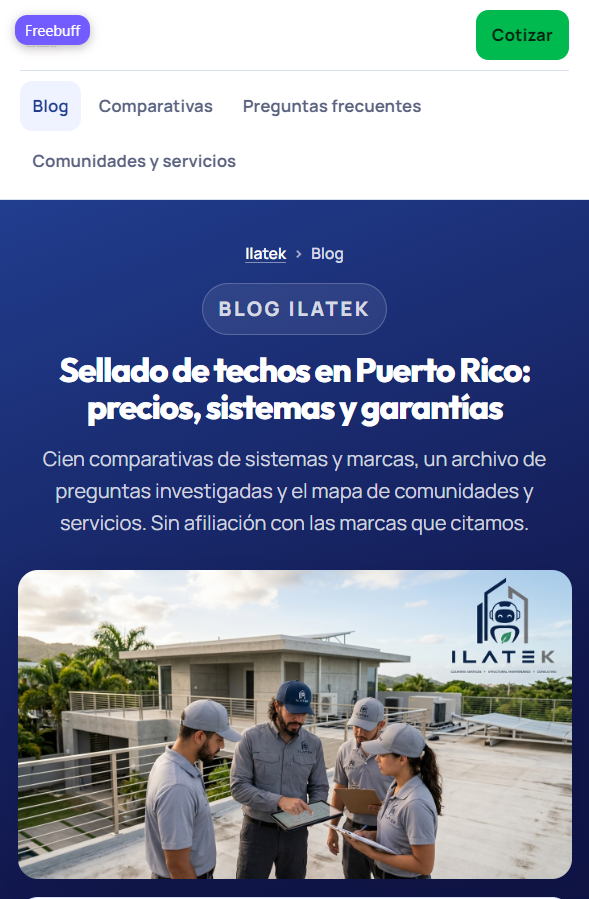 Freebuff
Cotizar
Blog
Comparativas
Preguntas frecuentes
Comunidades y servicios
Ilatek › Blog
BLOG ILATEK
Sellado de techos en Puerto Rico:
precios, sistemas y garantías
Cien comparativas de sistemas y marcas, un archivo de
preguntas investigadas y el mapa de comunidades y
servicios. Sin afiliación con las marcas que citamos.
ILATEK
ILATEK